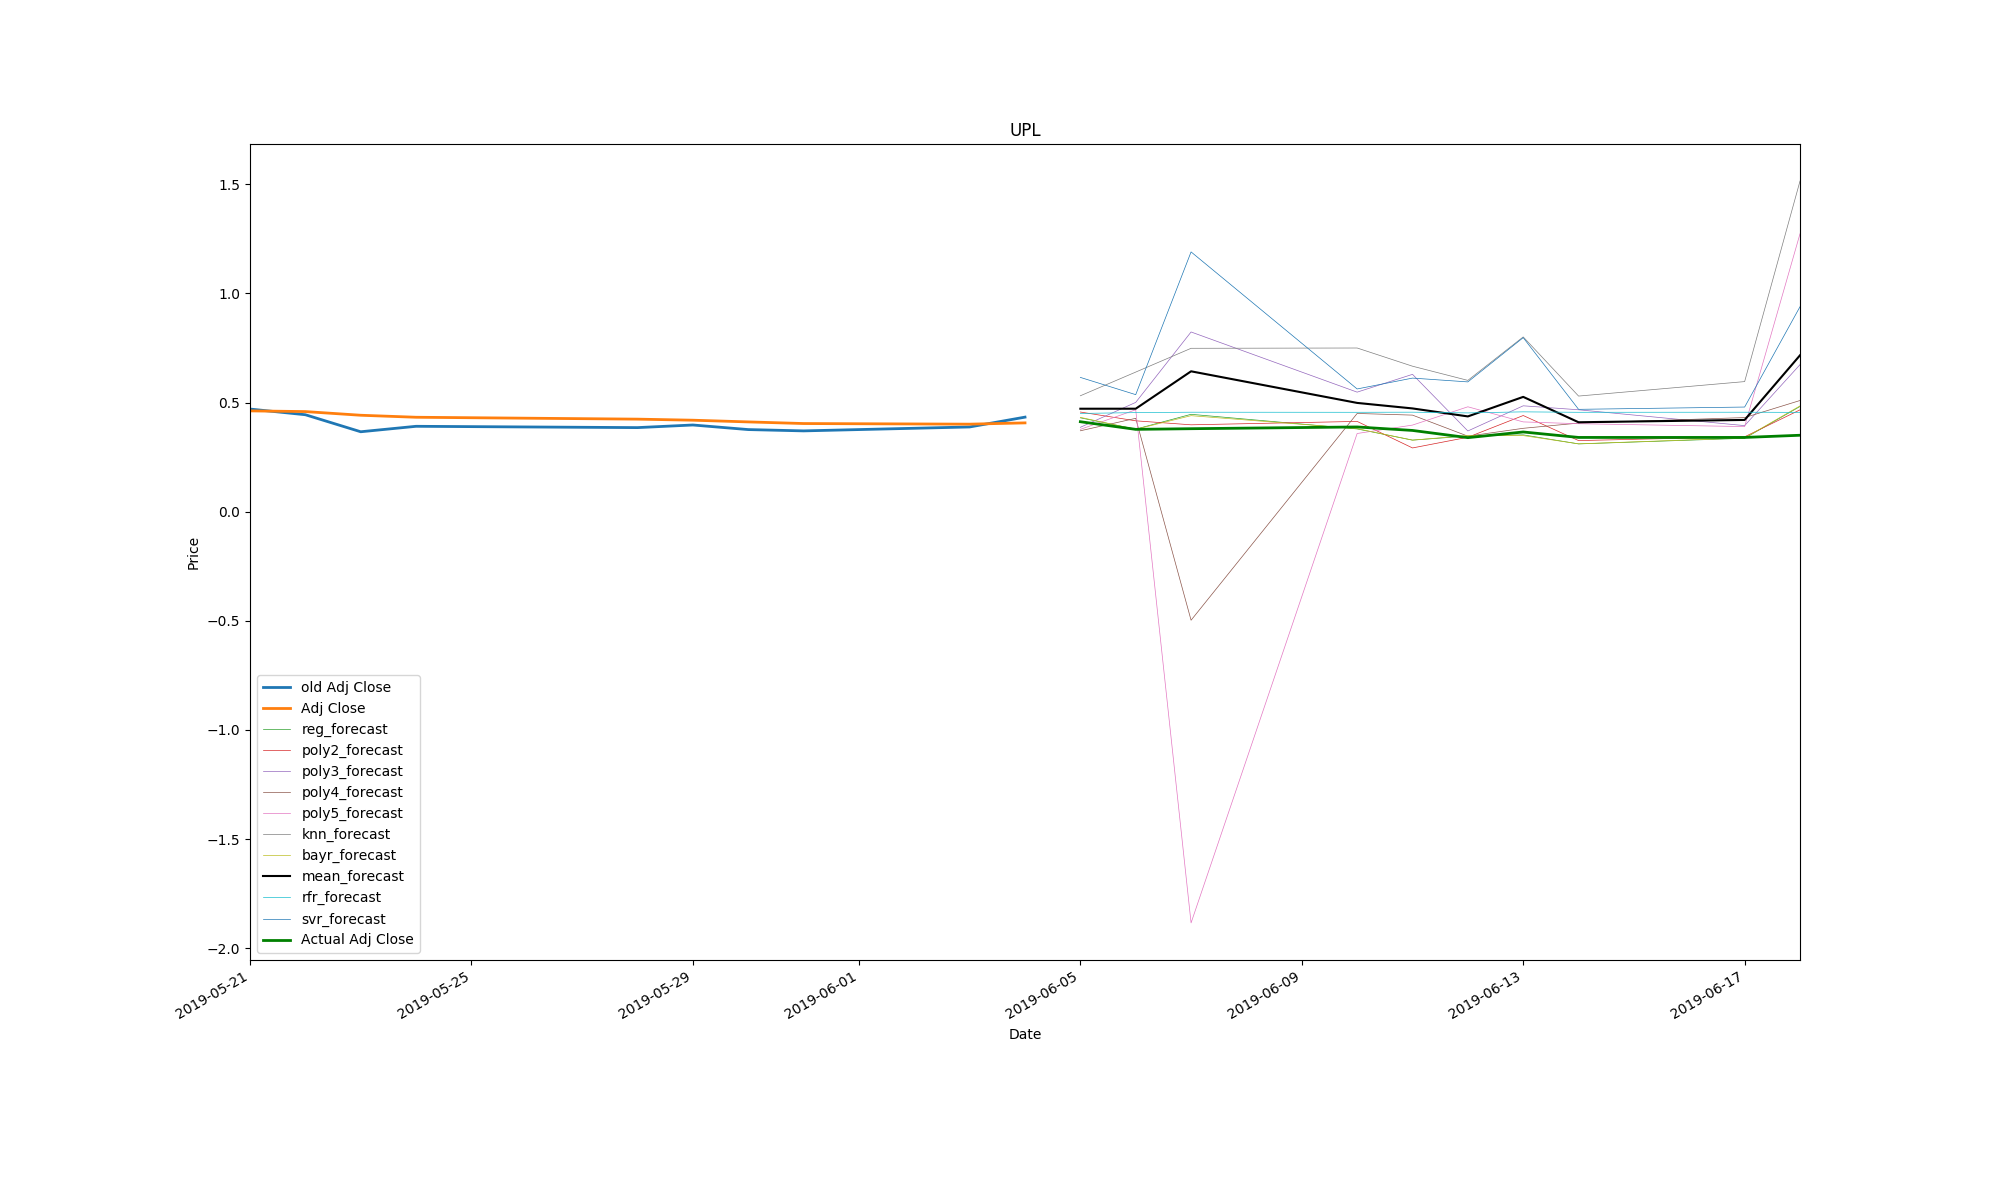 UPL
1.5
1.0
0.5
0.0
−0.5
−1.0
−1.5
−2.0
Price
old Adj Close
Adj Close
reg_forecast
poly2_forecast
poly3_forecast
poly4_forecast
poly5_forecast
knn_forecast
bayr_forecast
mean_forecast
rfr_forecast
svr_forecast
Actual Adj Close
2019-05-21
2019-05-25
2019-05-29
2019-06-01
2019-06-05
2019-06-09
2019-06-13
2019-06-17
Date